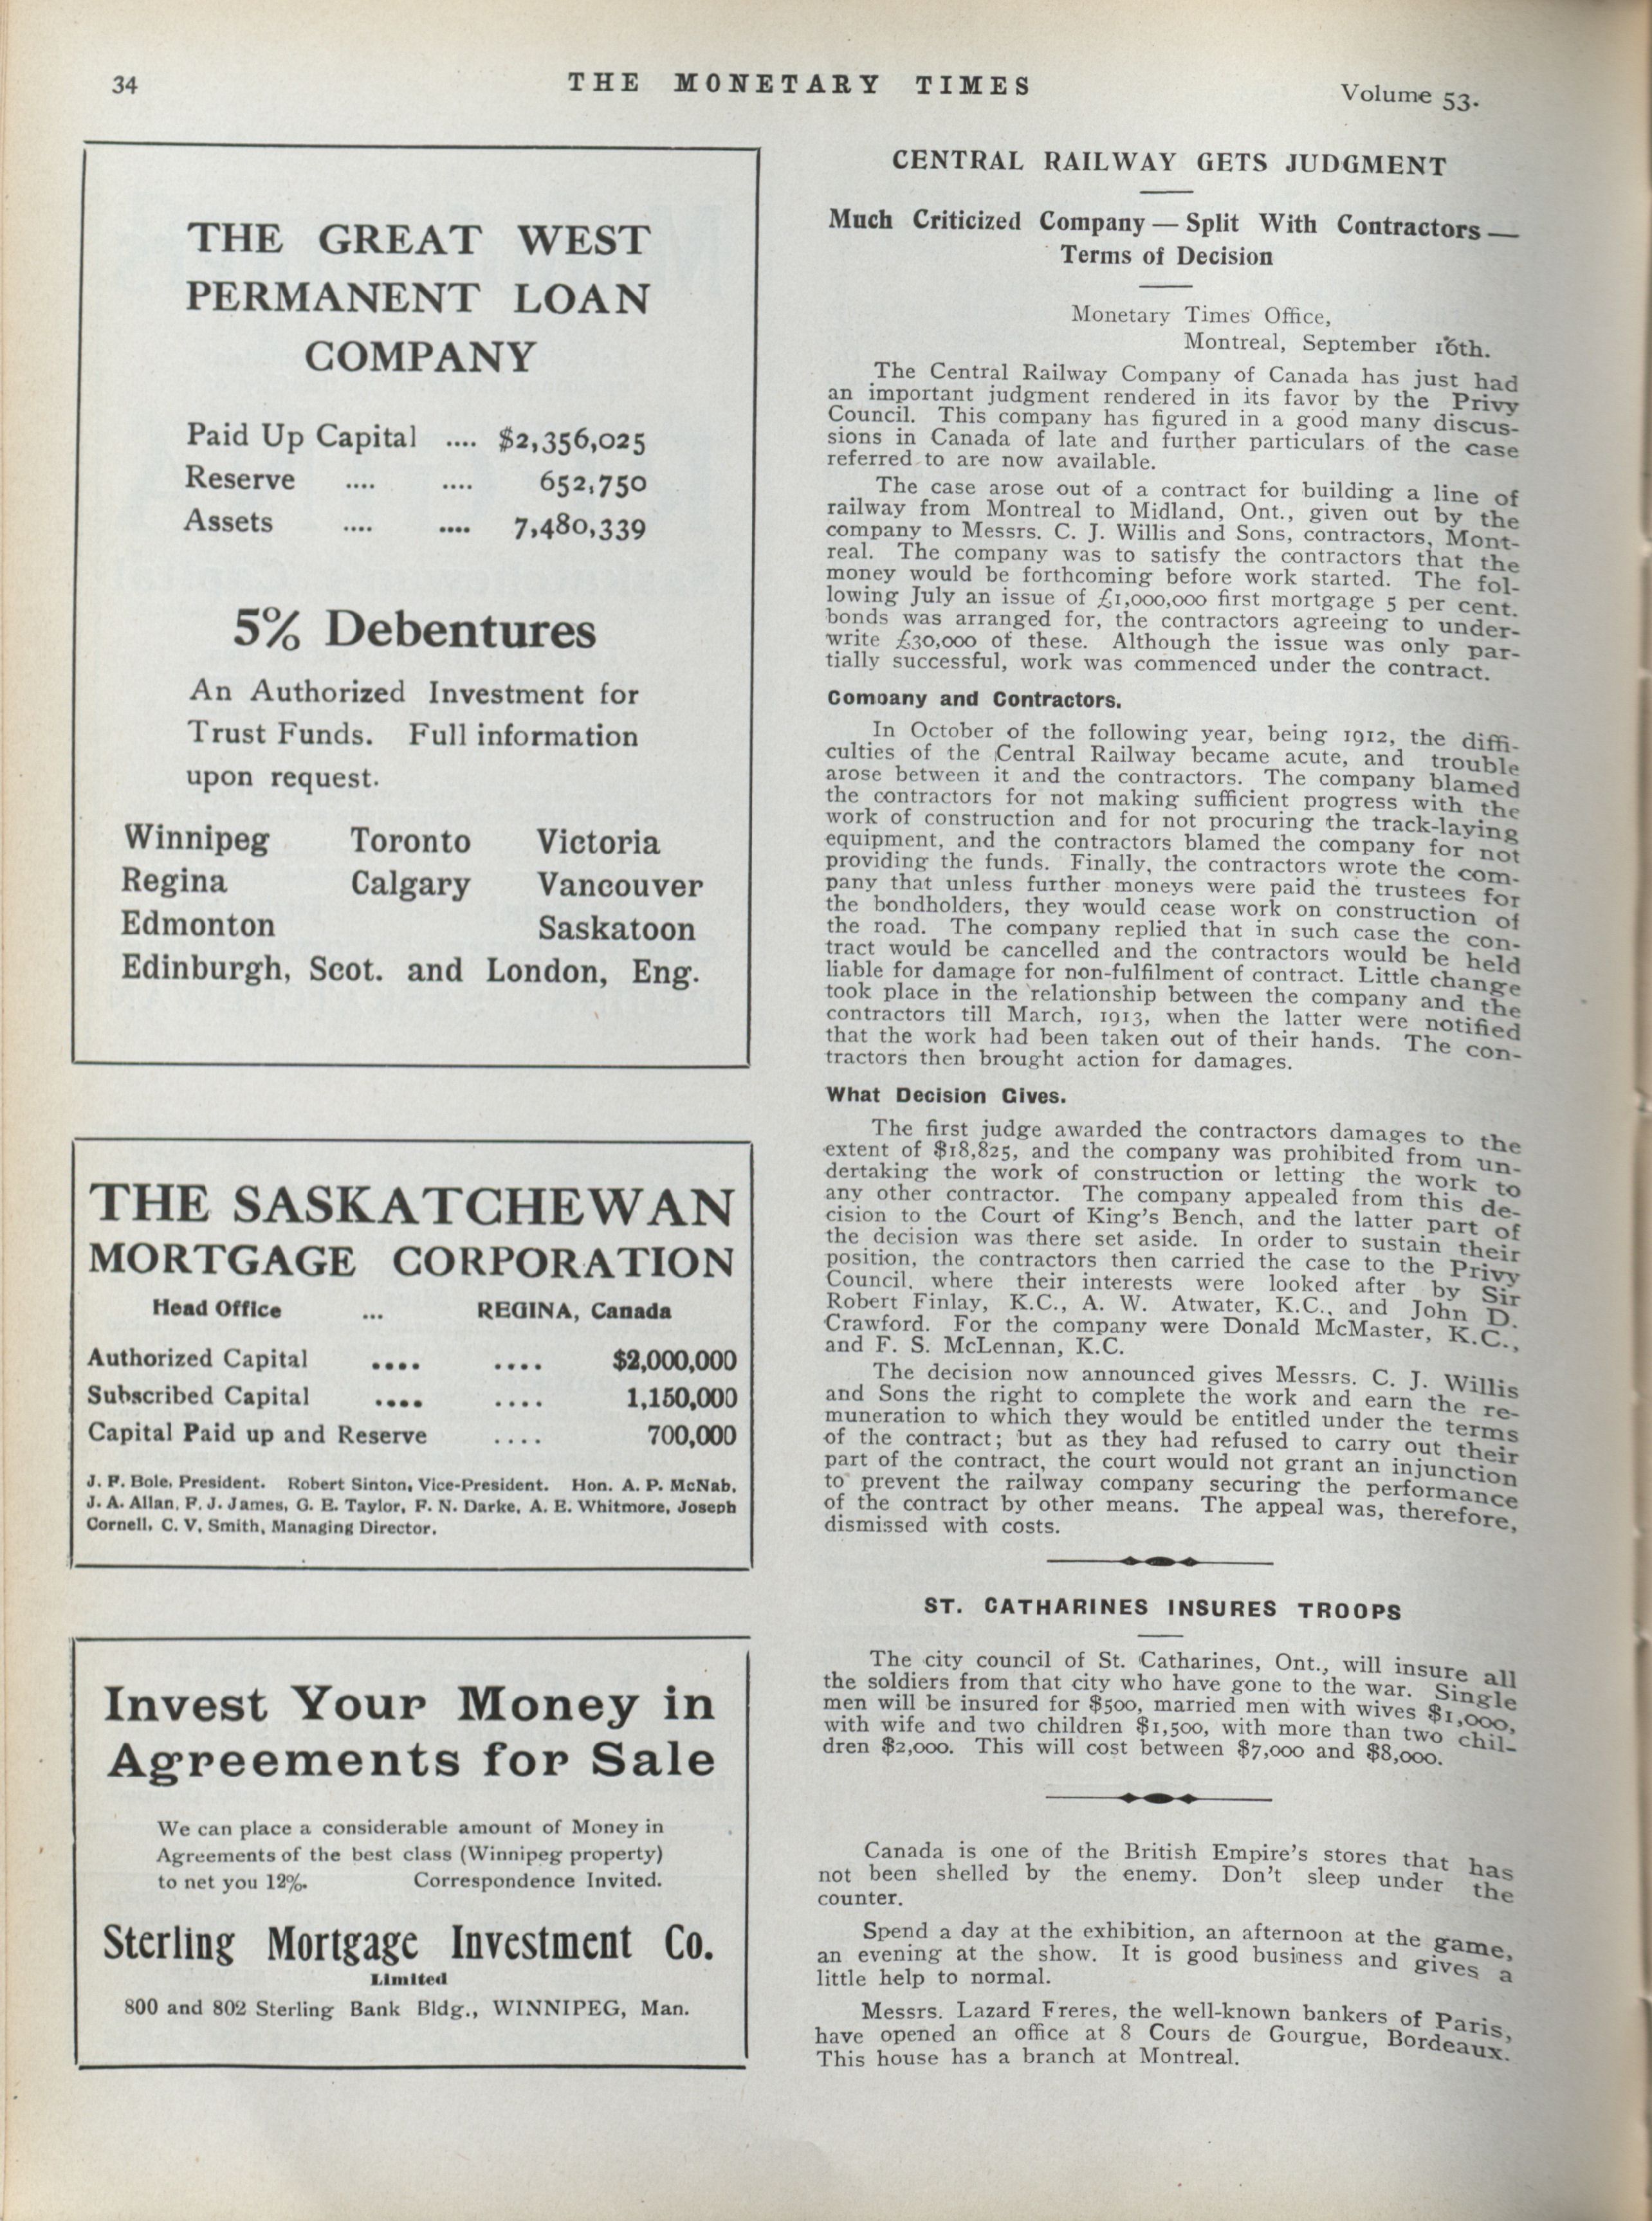 34
THE MONETARY TIMES
Volume 53.
THE GREAT WEST
PERMANENT LOAN
COMPANY
Paid Up Capital .... $2,356,025
Reserve .... .... 652,750
Assets .... .... 7,480,339
5% Debentures
An Authorized Investment for
Trust Funds. Full information
upon request.
Winnipeg Toronto Victoria
Regina Calgary Vancouver
Edmonton Saskatoon
Edinburgh, Scot. and London, Eng.
THE SASKATCHEWAN
MORTGAGE CORPORATION
Head Office ... REGINA, Canada
Authorized Capital .... .... $2,000,000
Subscribed Capital .... .... 1,150,000
Capital Paid up and Reserve .... 700,000
J. F. Bole, President. Robert Sinton, Vice-President. Hon. A. P. McNab,
J. A. Allan, F. J. James, G. E. Taylor, F. N. Darke, A. E. Whitmore, Joseph
Cornell, C. V. Smith, Managing Director.
Invest Your Money in
Agreements for Sale
We can place a considerable amount of Money in
Agreements of the best class (Winnipeg property)
to net you 12%. Correspondence Invited.
Sterling Mortgage Investment Co.
Limited
800 and 802 Sterling Bank Bldg., WINNIPEG, Man.
CENTRAL RAILWAY GETS JUDGMENT
Much Criticized Company — Split With Contractors —
Terms of Decision
Monetary Times Office,
Montreal, September 16th.
The Central Railway Company of Canada has just had
an important judgment rendered in its favor by the Privy
Council. This company has figured in a good many discus-
sions in Canada of late and further particulars of the case
referred to are now available.
The case arose out of a contract for building a line of
railway from Montreal to Midland, Ont., given out by the
company to Messrs. C. J. Willis and Sons, contractors, Mont-
real. The company was to satisfy the contractors that the
money would be forthcoming before work started. The fol-
lowing July an issue of £1,000,000 first mortgage 5 per cent.
bonds was arranged for, the contractors agreeing to under-
write £30,000 of these. Although the issue was only par-
tially successful, work was commenced under the contract.
Company and Contractors.
In October of the following year, being 1912, the diffi-
culties of the Central Railway became acute, and trouble
arose between it and the contractors. The company blamed
the contractors for not making sufficient progress with the
work of construction and for not procuring the track-laying
equipment, and the contractors blamed the company for not
providing the funds. Finally, the contractors wrote the com-
pany that unless further moneys were paid the trustees for
the bondholders, they would cease work on construction of
the road. The company replied that in such case the con-
tract would be cancelled and the contractors would be held
liable for damage for non-fulfilment of contract. Little change
took place in the relationship between the company and the
contractors till March, 1913, when the latter were notified
that the work had been taken out of their hands. The con-
tractors then brought action for damages.
What Decision Gives.
The first judge awarded the contractors damages to the
extent of $18,825, and the company was prohibited from un-
dertaking the work of construction or letting the work to
any other contractor. The company appealed from this de-
cision to the Court of King's Bench, and the latter part of
the decision was there set aside. In order to sustain their
position, the contractors then carried the case to the Privy
Council, where their interests were looked after by Sir
Robert Finlay, K.C., A. W. Atwater, K.C., and John D.
Crawford. For the company were Donald McMaster, K.C.,
and F. S. McLennan, K.C.
The decision now announced gives Messrs. C. J. Willis
and Sons the right to complete the work and earn the re-
muneration to which they would be entitled under the terms
of the contract; but as they had refused to carry out their
part of the contract, the court would not grant an injunction
to prevent the railway company securing the performance
of the contract by other means. The appeal was, therefore,
dismissed with costs.
ST. CATHARINES INSURES TROOPS
The city council of St. Catharines, Ont., will insure all
the soldiers from that city who have gone to the war. Single
men will be insured for $500, married men with wives $1,000,
with wife and two children $1,500, with more than two chil-
dren $2,000. This will cost between $7,000 and $8,000.
Canada is one of the British Empire's stores that has
not been shelled by the enemy. Don't sleep under the
counter.
Spend a day at the exhibition, an afternoon at the game,
an evening at the show. It is good business and gives a
little help to normal.
Messrs. Lazard Freres, the well-known bankers of Paris,
have opened an office at 8 Cours de Gourgue, Bordeaux.
This house has a branch at Montreal.